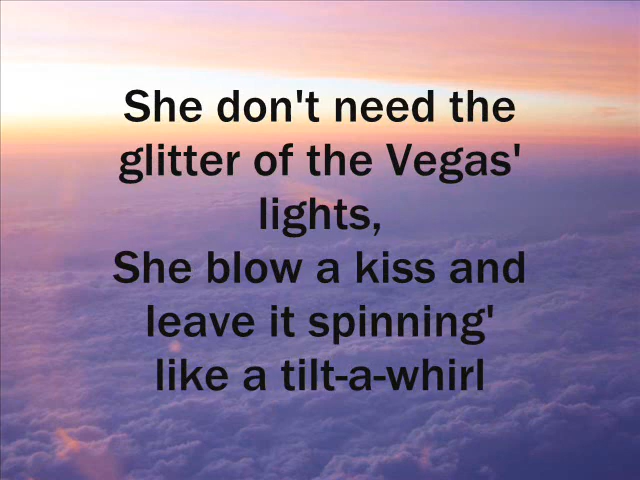 She don't need the
glitter of the Vegas'
lights,
She blow a kiss and
leave it spinning'
like a tilt-a-whirl